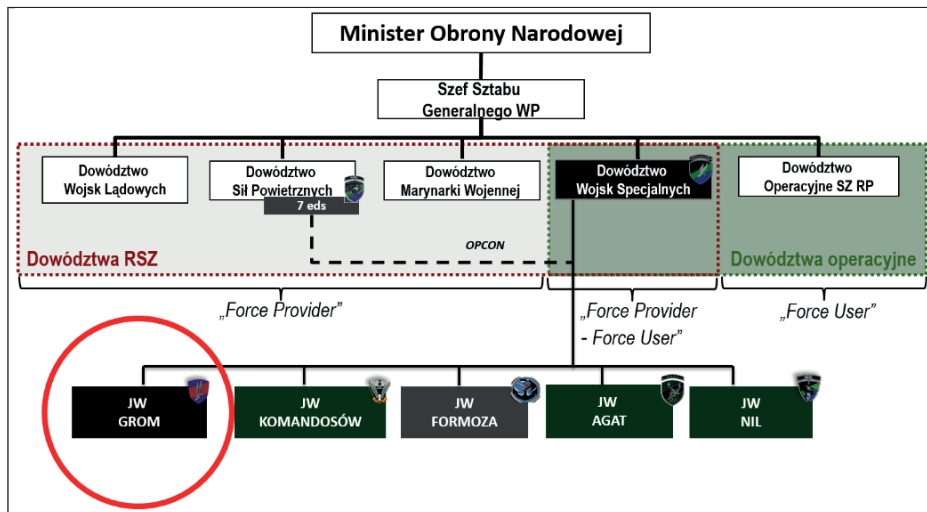 Minister Obrony Narodowej
Szef Sztabu
Generalnego WP
Dowództwo
Wojsk Lądowych
Dowództwo
Sił Powietrznych
7 eds
Dowództwo
Marynarki Wojennej
Dowództwo
Wojsk Specjalnych
Dowództwo
Operacyjne SZ RP
OPCON
Dowództwa RSZ
Dowództwa operacyjne
„Force Provider”
„Force Provider
- Force User”
„Force User”
JW
GROM
JW
KOMANDOSÓW
JW
FORMOZA
JW
AGAT
JW
NIL